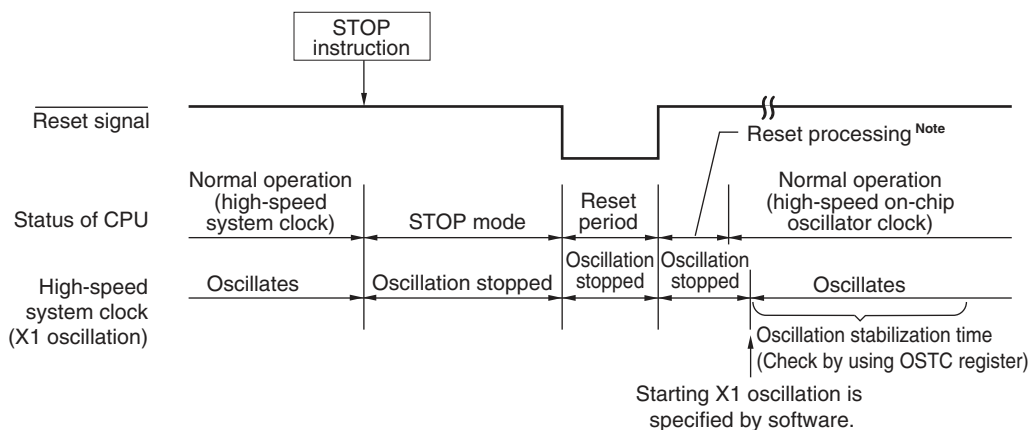 STOP
instruction
Reset signal
Reset processing Note
Status of CPU
Normal operation
(high-speed
system clock)
STOP mode
Reset
period
Normal operation
(high-speed on-chip
oscillator clock)
High-speed
system clock
(X1 oscillation)
Oscillates
Oscillation stopped
Oscillation
stopped
Oscillation
stopped
Oscillates
Oscillation stabilization time
(Check by using OSTC register)
Starting X1 oscillation is
specified by software.